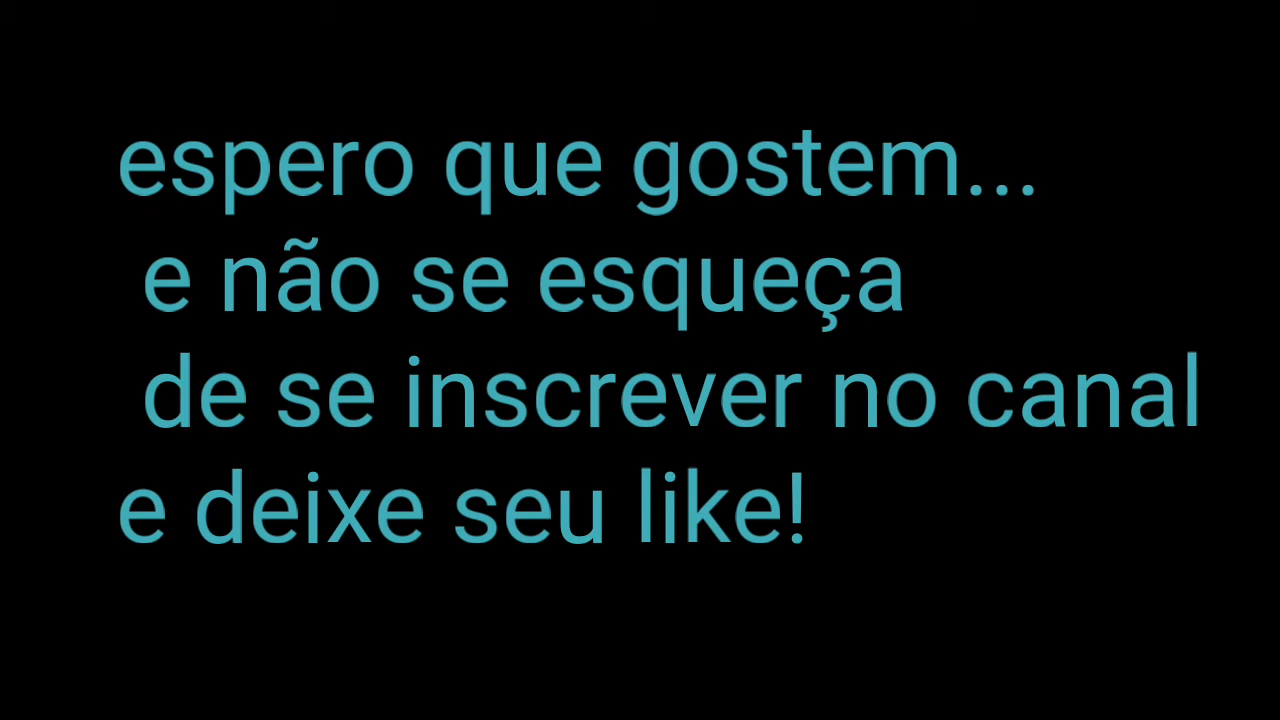 espero que gostem...
e não se esqueça
de se inscrever no canal
e deixe seu like!